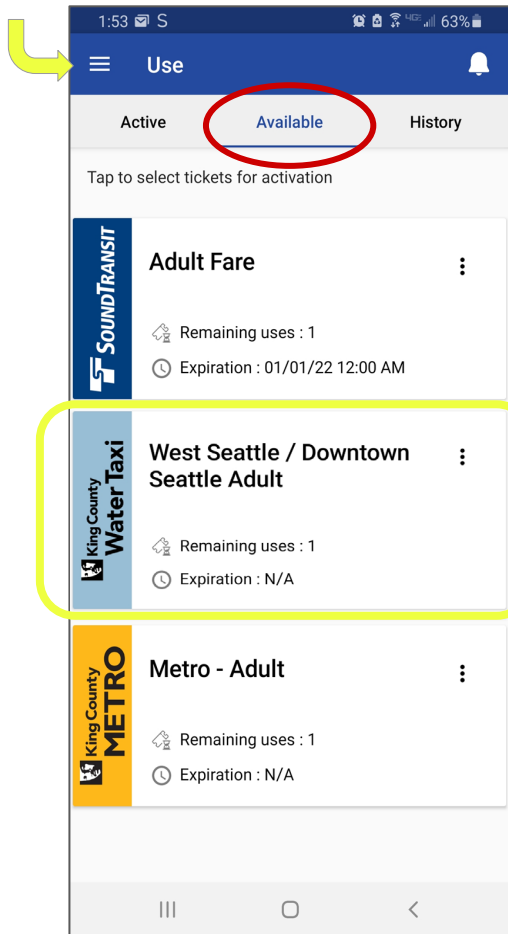 1:53 S 4GE 63%
Use
Active Available History
Tap to select tickets for activation
SOUNDTRANSIT
Adult Fare
Remaining uses : 1
Expiration : 01/01/22 12:00 AM
King County
Water Taxi
West Seattle / Downtown
Seattle Adult
Remaining uses : 1
Expiration : N/A
King County
METRO
Metro - Adult
Remaining uses : 1
Expiration : N/A